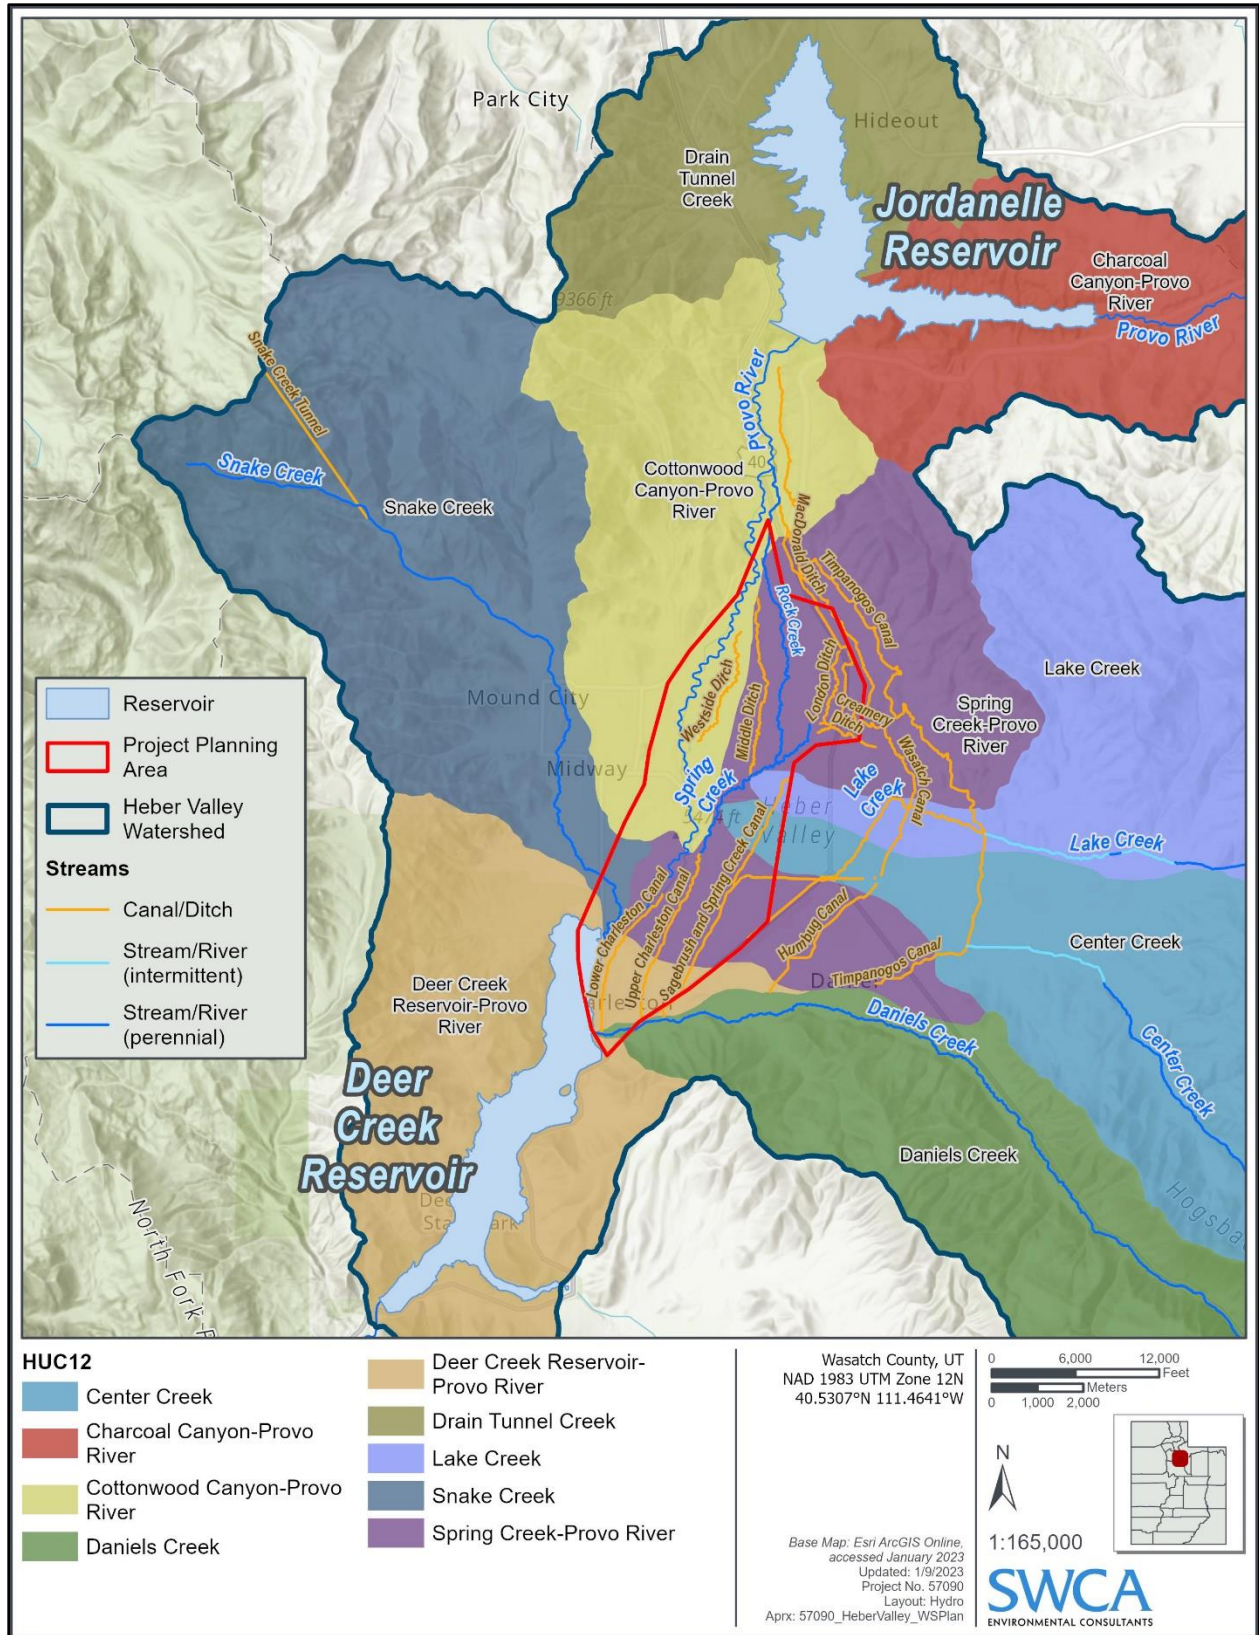 Park City
Hideout
Drain
Tunnel
Creek
Jordanelle
Reservoir
Charcoal
Canyon-Provo
River
Provo River
9366 ft
Snake Creek Tunnel
Provo River
Snake Creek
Snake Creek
Cottonwood
Canyon-Provo
River
40
MacDonald Ditch
Timpanogos Canal
Rock Creek
Lake Creek
Mound City
Westside Ditch
Middle Ditch
London Ditch
Creamery
Ditch
Spring
Creek-Provo
River
Wasatch Canal
Midway
Spring
Creek
Lake
Creek
Heber
Valley
Lake Creek
Lower Charleston Canal
Upper Charleston Canal
Sagebrush and Spring Creek Canal
Humbug Canal
Timpanogos Canal
Center Creek
Deer Creek
Reservoir-Provo
River
Daniels Creek
Center Creek
Deer
Creek
Reservoir
Daniels Creek
North Fork
Reservoir
Project Planning
Area
Heber Valley
Watershed
Streams
Canal/Ditch
Stream/River
(intermittent)
Stream/River
(perennial)
HUC12
Center Creek
Charcoal Canyon-Provo
River
Cottonwood Canyon-Provo
River
Daniels Creek
Deer Creek Reservoir-
Provo River
Drain Tunnel Creek
Lake Creek
Snake Creek
Spring Creek-Provo River
Wasatch County, UT
NAD 1983 UTM Zone 12N
40.5307°N 111.4641°W
Base Map: Esri ArcGIS Online,
accessed January 2023
Updated: 1/9/2023
Project No. 57090
Layout: Hydro
Aprx: 57090_HeberValley_WSPlan
0 6,000 12,000
Feet
Meters
0 1,000 2,000
N
1:165,000
SWCA
ENVIRONMENTAL CONSULTANTS